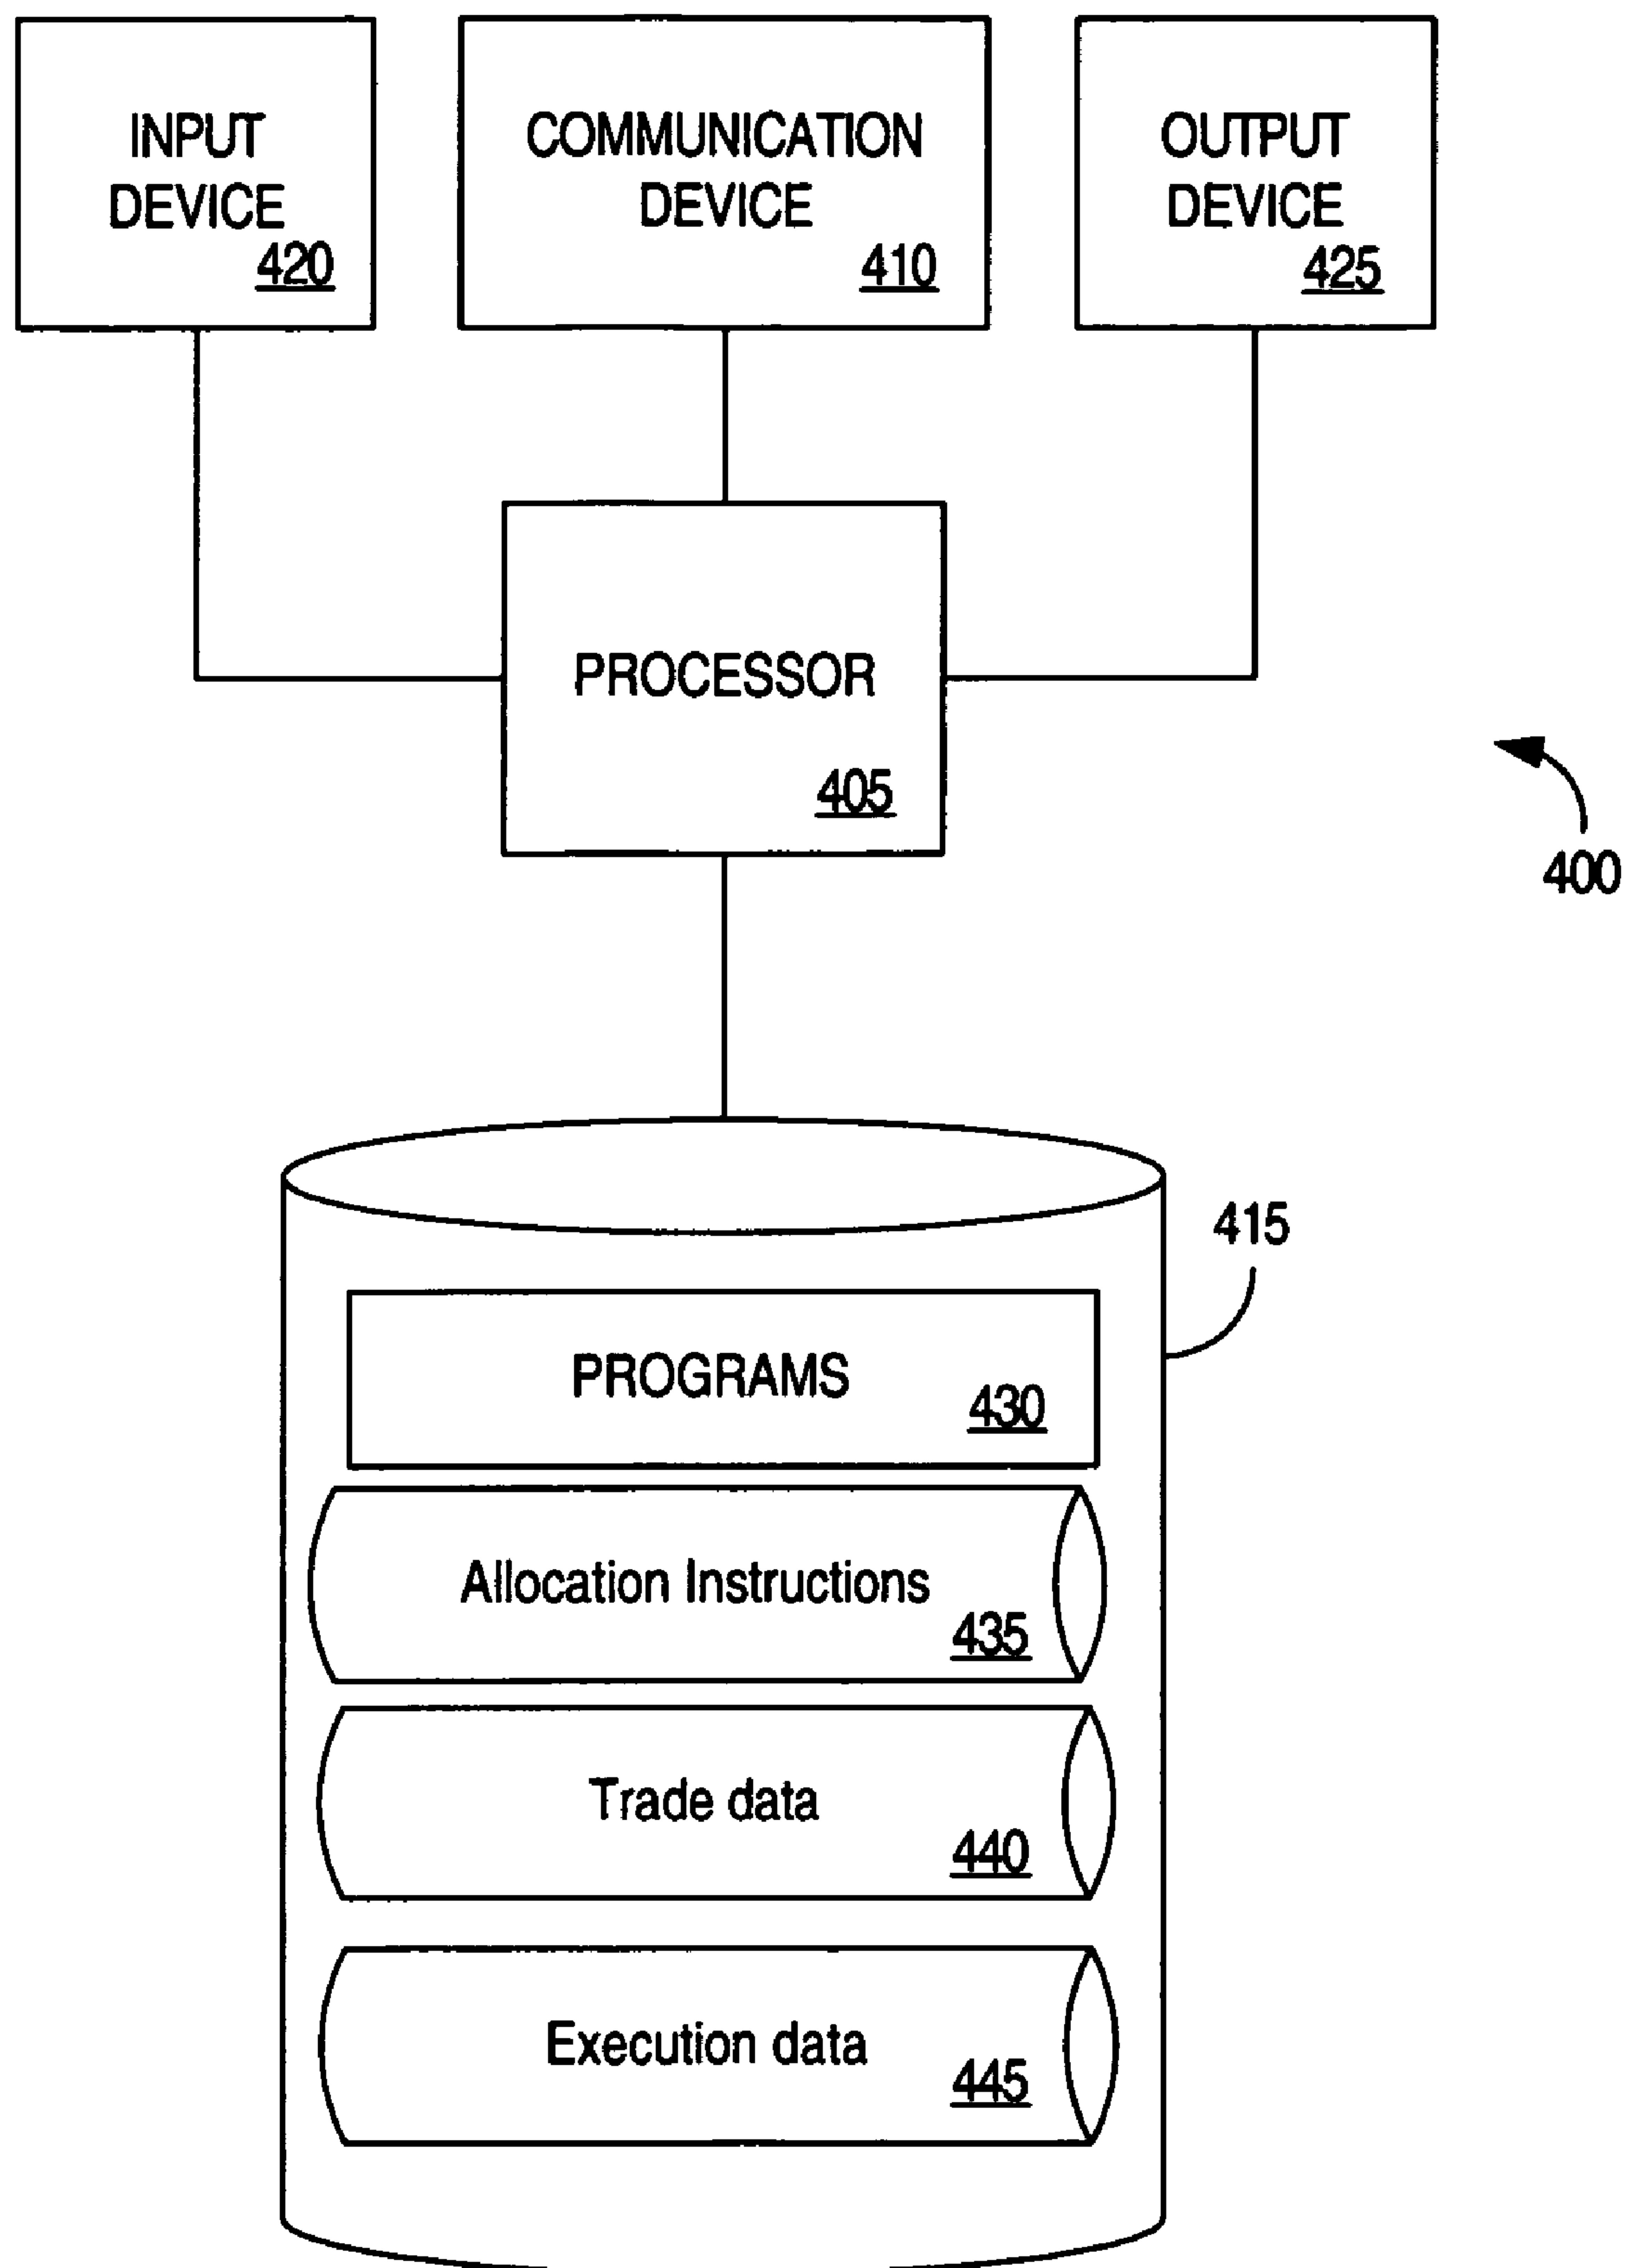 INPUT
DEVICE
420
COMMUNICATION
DEVICE
410
OUTPUT
DEVICE
425
PROCESSOR
405
400
415
PROGRAMS
430
Allocation Instructions
435
Trade data
440
Execution data
445